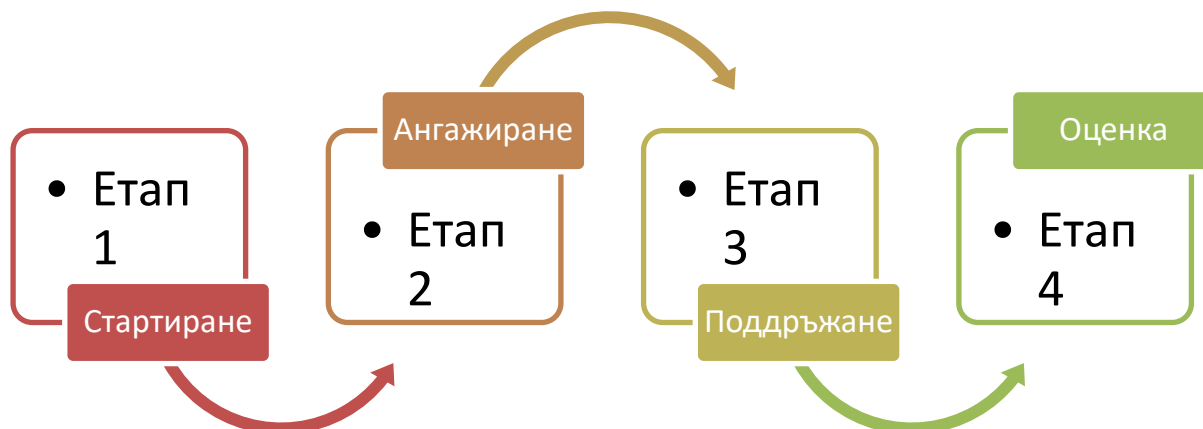 • Етап
1
Стартиране
Ангажиране
• Етап
2
• Етап
3
Поддръжане
Оценка
• Етап
4